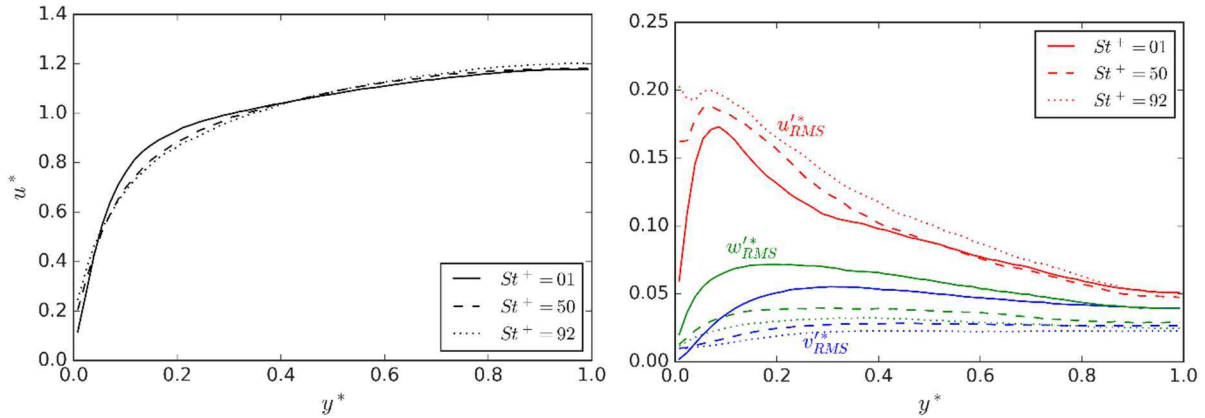 1.4
1.2
1.0
0.8
0.6
0.4
0.2
0.0
u*
0.0 0.2 0.4 0.6 0.8 1.0
y*
St⁺ = 01
St⁺ = 50
St⁺ = 92
0.25
0.20
0.15
0.10
0.05
0.00
0.0 0.2 0.4 0.6 0.8 1.0
y*
St⁺ = 01
St⁺ = 50
St⁺ = 92
u′*RMS
w′*RMS
v′*RMS